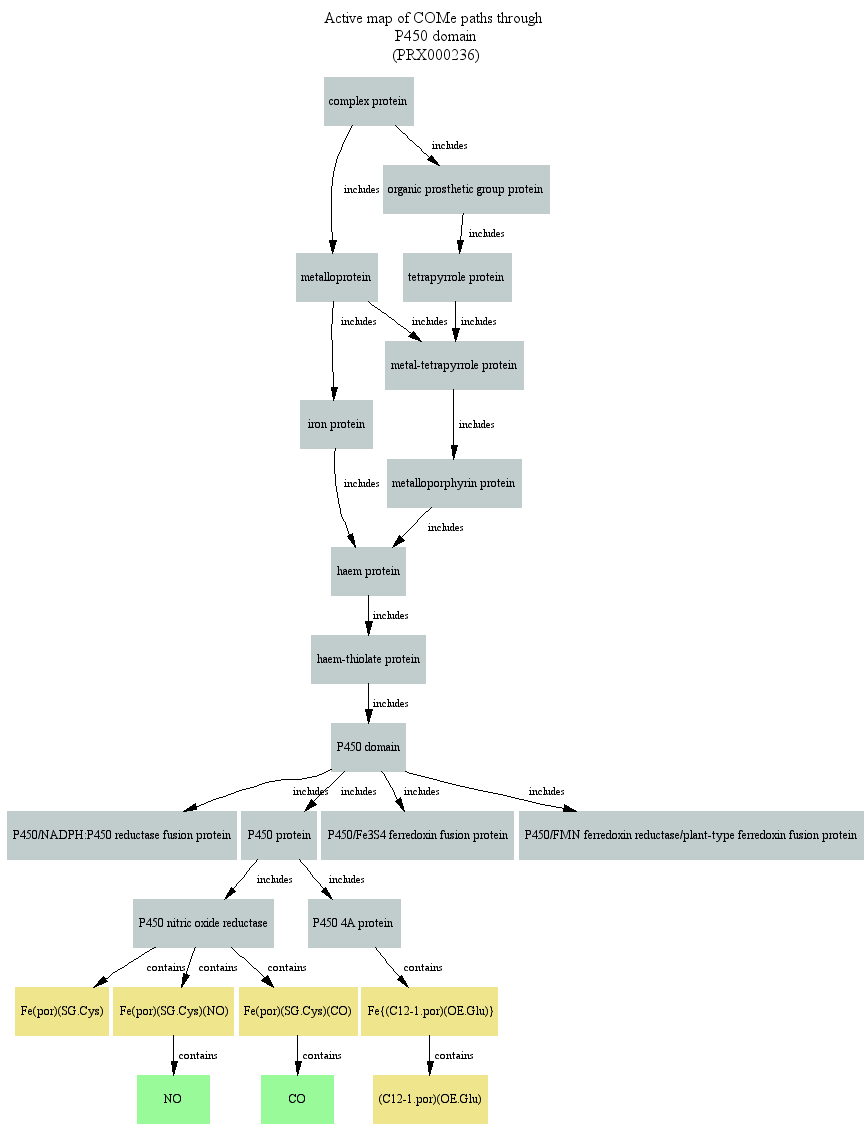 Active map of COMe paths through
P450 domain
(PRX000236)
complex protein
includes
organic prosthetic group protein
includes
includes
metalloprotein
tetrapyrrole protein
includes
includes
includes
metal-tetrapyrrole protein
iron protein
includes
metalloporphyrin protein
includes
includes
haem protein
includes
haem-thiolate protein
includes
P450 domain
includes
includes
includes
includes
P450/NADPH:P450 reductase fusion protein
P450 protein
P450/Fe3S4 ferredoxin fusion protein
P450/FMN ferredoxin reductase/plant-type ferredoxin fusion protein
includes
includes
P450 nitric oxide reductase
P450 4A protein
contains
contains
contains
contains
Fe(por)(SG.Cys)
Fe(por)(SG.Cys)(NO)
Fe(por)(SG.Cys)(CO)
Fe{(C12-1.por)(OE.Glu)}
contains
contains
contains
NO
CO
(C12-1.por)(OE.Glu)